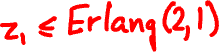 z₁ ≤ Erlang(2,1)